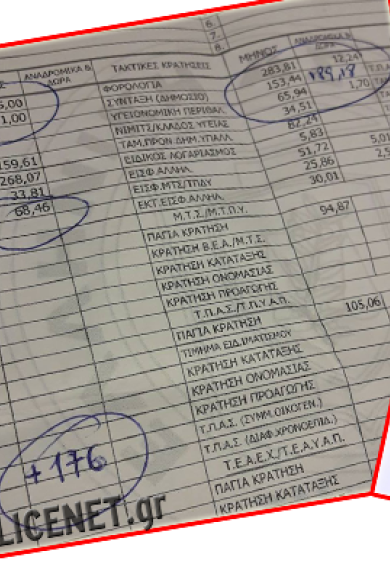 6.
7.
8.
Σ ΑΝΑΔΡΟΜΙΚΑ & ΔΩΡΑ ΤΑΚΤΙΚΕΣ ΚΡΑΤΗΣΕΙΣ ΜΗΝΟΣ ΑΝΑΔΡΟΜΙΚΑ & ΔΩΡΑ
5,00 ΦΟΡΟΛΟΓΙΑ 283,81 12,24
1,00 ΣΥΝΤΑΞΗ (ΔΗΜΟΣΙΟ) 153,44
ΥΓΕΙΟΝΟΜΙΚΗ ΠΕΡΙΘΑΛ. 65,94 1,70
ΝΙΜΙΤΣ/ΚΛΑΔΟΣ ΥΓΕΙΑΣ 34,51
159,61 ΤΑΜ.ΠΡΟΝ ΔΗΜ.ΥΠΑΛΛ. 82,24
268,07 ΕΙΔΙΚΟΣ ΛΟΓΑΡΙΑΣΜΟΣ 5,83
33,81 ΕΙΣΦ.ΑΛΛΗΛ. 51,72 5,01
68,46 ΕΙΣΦ.ΜΤΣ/ΤΠΔΥ 25,86 2,5
ΕΚΤ.ΕΙΣΦ.ΑΛΛΗΛ. 30,01
Μ.Τ.Σ./Μ.Τ.Π.Υ.
ΠΑΓΙΑ ΚΡΑΤΗΣΗ 94,87
ΚΡΑΤΗΣΗ Β.Ε.Α./Μ.Τ.Σ.
ΚΡΑΤΗΣΗ ΚΑΤΑΤΑΞΗΣ
ΚΡΑΤΗΣΗ ΟΝΟΜΑΣΙΑΣ
ΚΡΑΤΗΣΗ ΠΡΟΑΓΩΓΗΣ
Τ.Π.Α.Σ./Τ.Π.Υ.Α.Π.
ΠΑΓΙΑ ΚΡΑΤΗΣΗ 105,06
ΤΙΜΗΜΑ ΕΙΔ.ΙΜΑΤΙΣΜΟΥ
ΚΡΑΤΗΣΗ ΚΑΤΑΤΑΞΗΣ
ΚΡΑΤΗΣΗ ΟΝΟΜΑΣΙΑΣ
ΚΡΑΤΗΣΗ ΠΡΟΑΓΩΓΗΣ
Τ.Π.Α.Σ. (ΣΥΜΜ.ΟΙΚΟΓΕΝ.)
Τ.Π.Α.Σ. (ΔΙΑΦ.ΧΡΟΝΟΕΠΙΔ.)
+176 Τ.Ε.Α.Ε.Χ./Τ.Ε.Α.Υ.Α.Π.
ΠΑΓΙΑ ΚΡΑΤΗΣΗ
ΚΡΑΤΗΣΗ ΚΑΤΑΤΑΞΗΣ
LICENET.gr